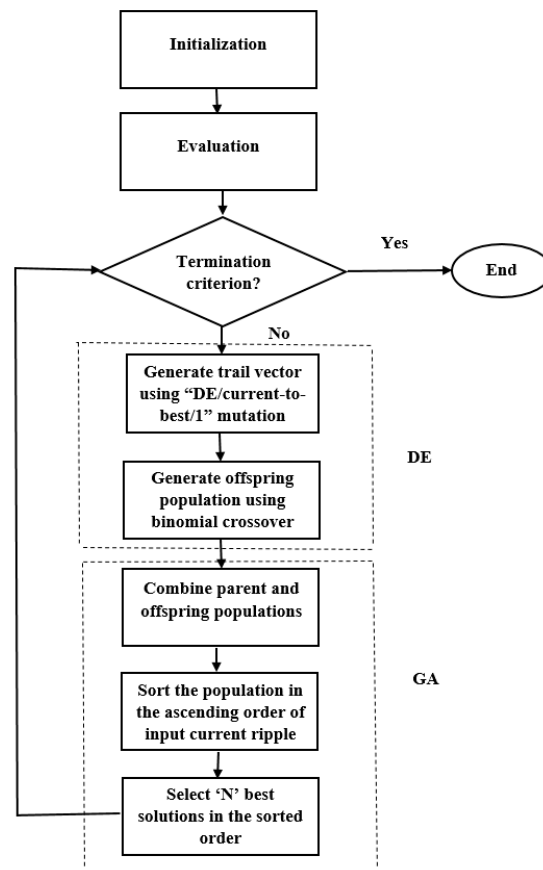 Initialization
Evaluation
Termination
criterion?
Yes
End
No
Generate trail vector
using “DE/current-to-
best/1” mutation
DE
Generate offspring
population using
binomial crossover
Combine parent and
offspring populations
GA
Sort the population in
the ascending order of
input current ripple
Select ‘N’ best
solutions in the sorted
order